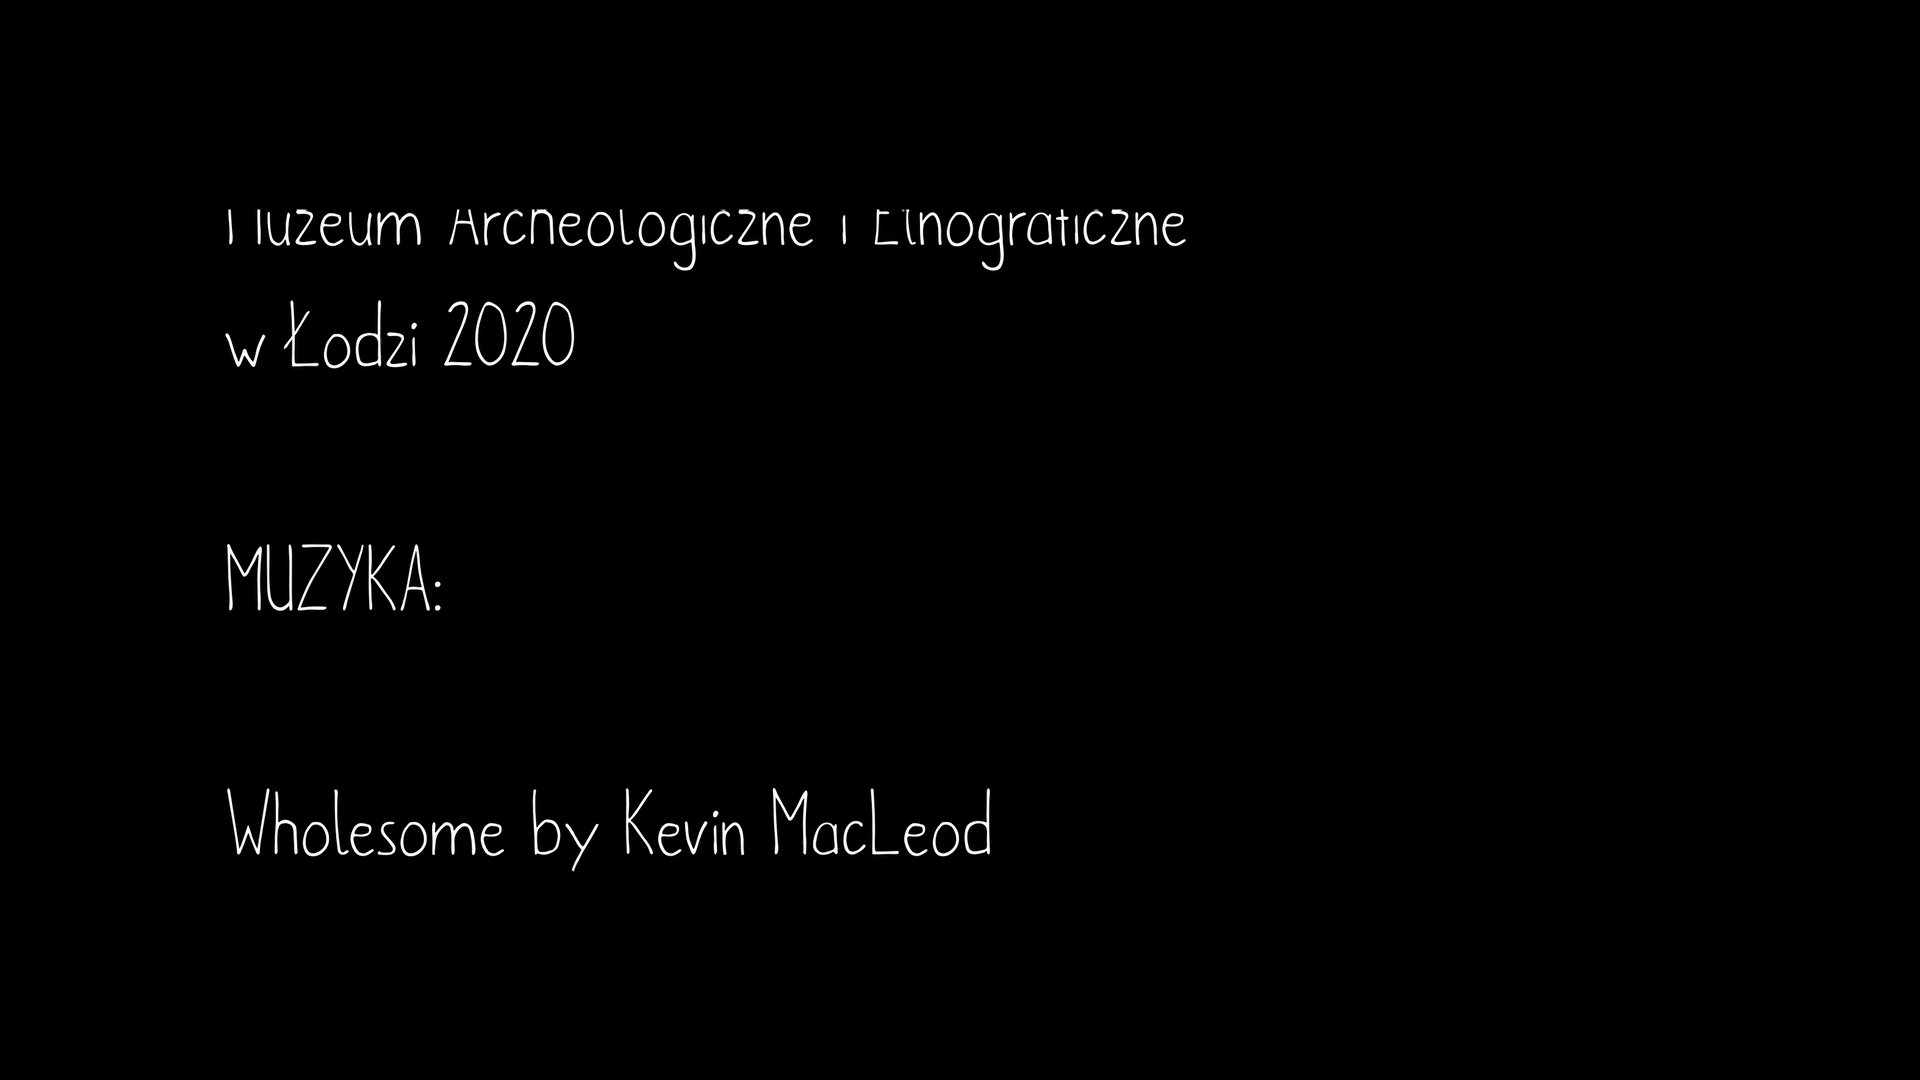 Muzeum Archeologiczne i Etnograficzne
w Łodzi 2020
MUZYKA:
Wholesome by Kevin MacLeod